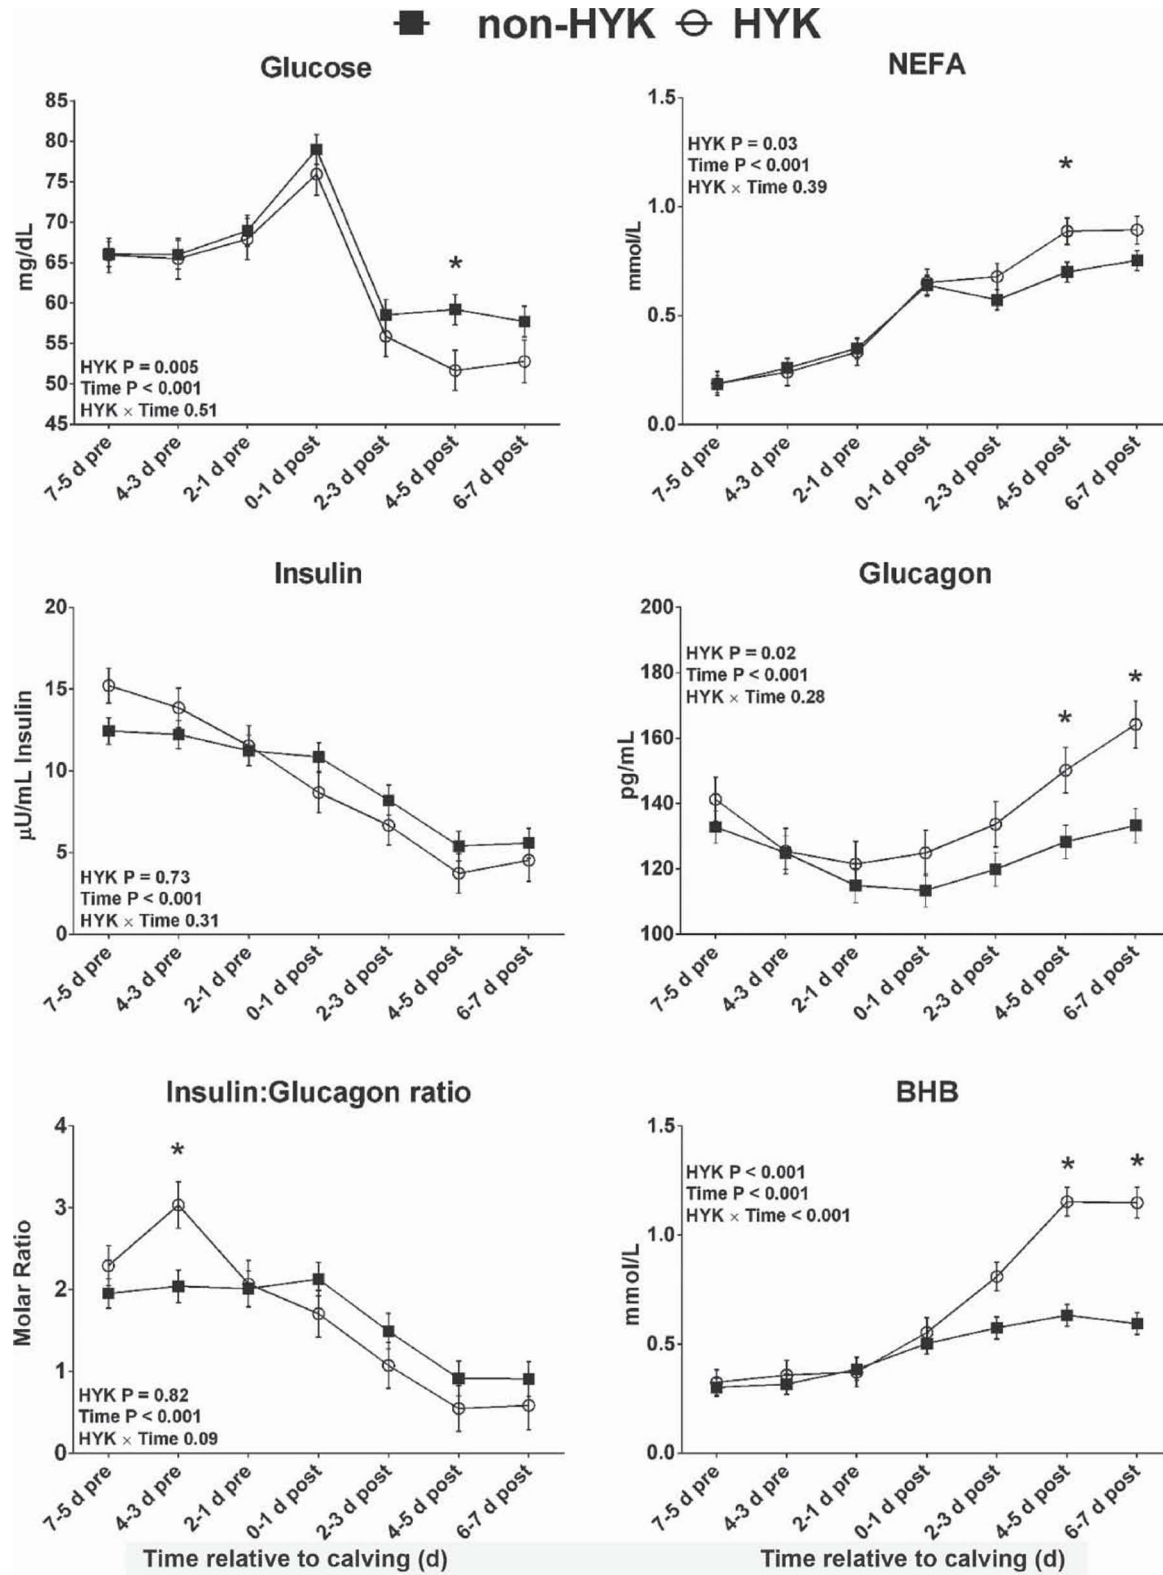 non-HYK HYK
Glucose
mg/dL
85
80
75
70
65
60
55
50
45
*
HYK P = 0.005
Time P < 0.001
HYK × Time 0.51
7-5 d pre
4-3 d pre
2-1 d pre
0-1 d post
2-3 d post
4-5 d post
6-7 d post
NEFA
mmol/L
1.5
1.0
0.5
0.0
HYK P = 0.03
Time P < 0.001
HYK × Time 0.39
*
7-5 d pre
4-3 d pre
2-1 d pre
0-1 d post
2-3 d post
4-5 d post
6-7 d post
Insulin
µU/mL Insulin
20
15
10
5
0
HYK P = 0.73
Time P < 0.001
HYK × Time 0.31
7-5 d pre
4-3 d pre
2-1 d pre
0-1 d post
2-3 d post
4-5 d post
6-7 d post
Glucagon
pg/mL
200
180
160
140
120
100
HYK P = 0.02
Time P < 0.001
HYK × Time 0.28
* *
7-5 d pre
4-3 d pre
2-1 d pre
0-1 d post
2-3 d post
4-5 d post
6-7 d post
Insulin:Glucagon ratio
Molar Ratio
4
3
2
1
0
*
HYK P = 0.82
Time P < 0.001
HYK × Time 0.09
7-5 d pre
4-3 d pre
2-1 d pre
0-1 d post
2-3 d post
4-5 d post
6-7 d post
Time relative to calving (d)
BHB
mmol/L
1.5
1.0
0.5
0.0
HYK P < 0.001
Time P < 0.001
HYK × Time < 0.001
* *
7-5 d pre
4-3 d pre
2-1 d pre
0-1 d post
2-3 d post
4-5 d post
6-7 d post
Time relative to calving (d)